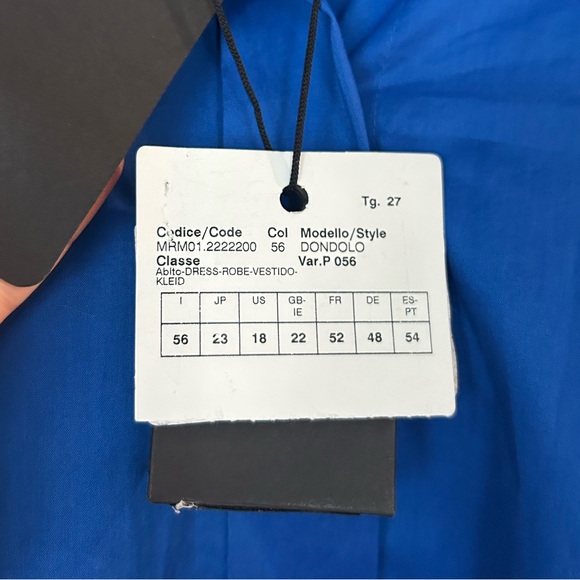 Tg. 27
Codice/Code Col Modello/Style
MRM01.2222200 56 DONDOLO
Classe Var.P 056
Abito-DRESS-ROBE-VESTIDO-
KLEID
I JP US GB-IE FR DE ES-PT
56 23 18 22 52 48 54